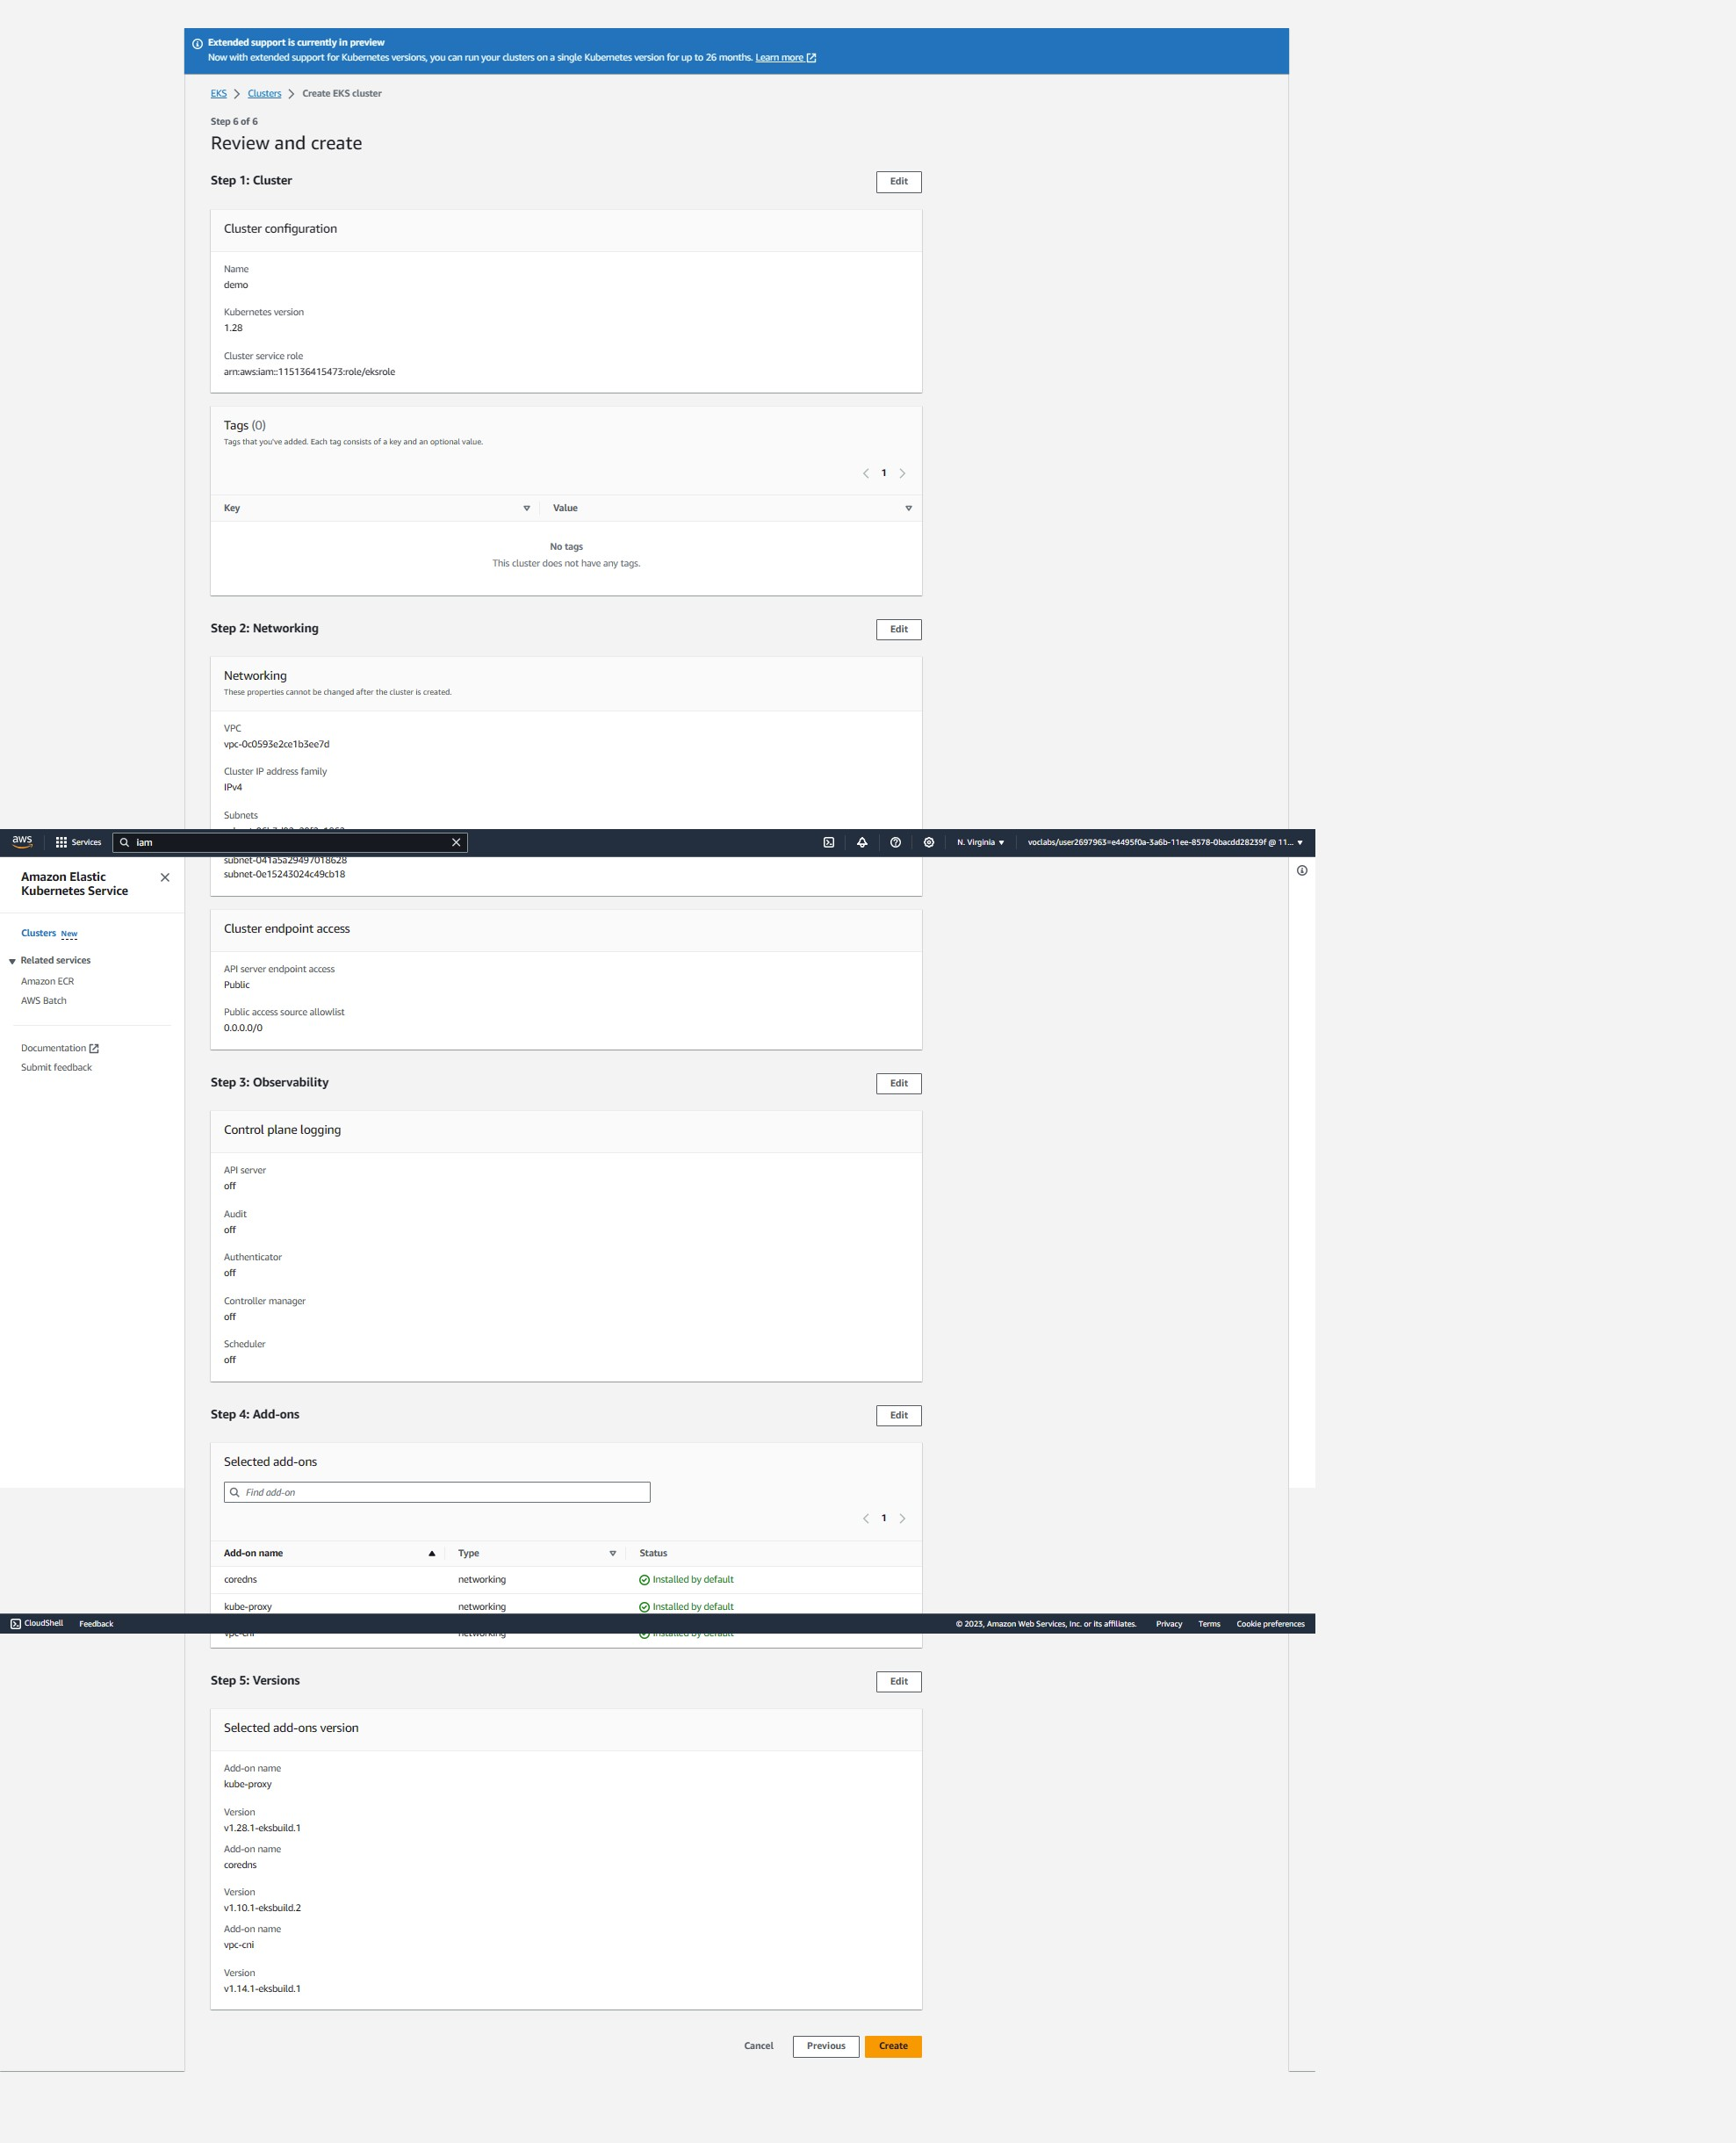 Extended support is currently in preview
Now with extended support for Kubernetes versions, you can run your clusters on a single Kubernetes version for up to 26 months. Learn more
EKS > Clusters > Create EKS cluster
Step 6 of 6
Review and create
Step 1: Cluster
Edit
Cluster configuration
Name
demo
Kubernetes version
1.28
Cluster service role
arn:aws:iam::115136415473:role/eksrole
Tags (0)
Tags that you've added. Each tag consists of a key and an optional value.
1
Key Value
No tags
This cluster does not have any tags.
Step 2: Networking
Edit
Networking
These properties cannot be changed after the cluster is created.
VPC
vpc-0c0593e2ce1b3ee7d
Cluster IP address family
IPv4
Subnets
aws Services iam N. Virginia voclabs/user2697963=e4495f0a-3a6b-11ee-8578-0bacdd28239f @ 11...
subnet-041a5a29497018628
subnet-0e15243024c49cb18
Amazon Elastic
Kubernetes Service
Clusters New
Related services
Amazon ECR
AWS Batch
Documentation
Submit feedback
Cluster endpoint access
API server endpoint access
Public
Public access source allowlist
0.0.0.0/0
Step 3: Observability
Edit
Control plane logging
API server
off
Audit
off
Authenticator
off
Controller manager
off
Scheduler
off
Step 4: Add-ons
Edit
Selected add-ons
Find add-on
1
Add-on name Type Status
coredns networking Installed by default
kube-proxy networking Installed by default
CloudShell Feedback © 2023, Amazon Web Services, Inc. or its affiliates. Privacy Terms Cookie preferences
vpc-cni networking Installed by default
Step 5: Versions
Edit
Selected add-ons version
Add-on name
kube-proxy
Version
v1.28.1-eksbuild.1
Add-on name
coredns
Version
v1.10.1-eksbuild.2
Add-on name
vpc-cni
Version
v1.14.1-eksbuild.1
Cancel Previous Create